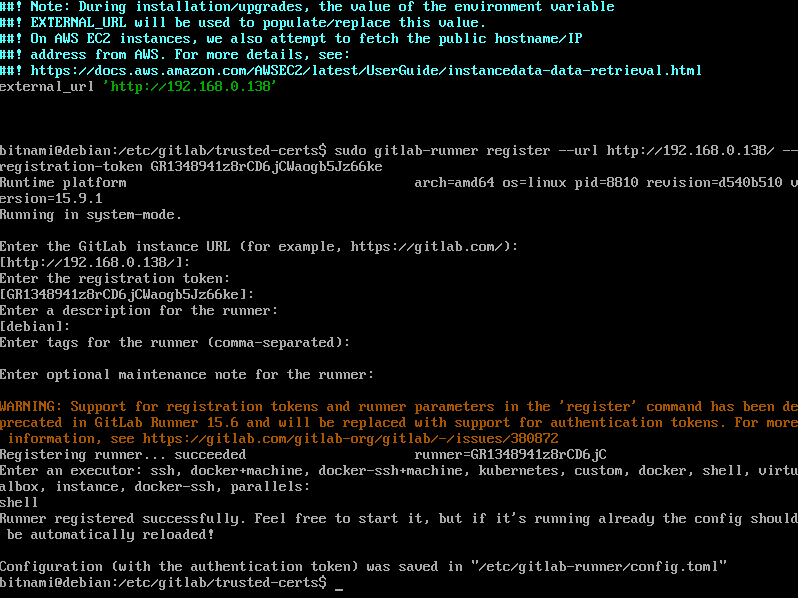 ##! Note: During installation/upgrades, the value of the environment variable
##! EXTERNAL_URL will be used to populate/replace this value.
##! On AWS EC2 instances, we also attempt to fetch the public hostname/IP
##! address from AWS. For more details, see:
##! https://docs.aws.amazon.com/AWSEC2/latest/UserGuide/instancedata-data-retrieval.html
external_url 'http://192.168.0.138'
bitnami@debian:/etc/gitlab/trusted-certs$ sudo gitlab-runner register --url http://192.168.0.138/ --
registration-token GR1348941z8rCD6jCWaogb5Jz66ke
Runtime platform                                    arch=amd64 os=linux pid=8810 revision=d540b510 v
ersion=15.9.1
Running in system-mode.
Enter the GitLab instance URL (for example, https://gitlab.com/):
[http://192.168.0.138/]:
Enter the registration token:
[GR1348941z8rCD6jCWaogb5Jz66ke]:
Enter a description for the runner:
[debian]:
Enter tags for the runner (comma-separated):
Enter optional maintenance note for the runner:
WARNING: Support for registration tokens and runner parameters in the 'register' command has been de
precated in GitLab Runner 15.6 and will be replaced with support for authentication tokens. For more
 information, see https://gitlab.com/gitlab-org/gitlab/-/issues/380872
Registering runner... succeeded                     runner=GR1348941z8rCD6jC
Enter an executor: ssh, docker+machine, docker-ssh+machine, kubernetes, custom, docker, shell, virtu
albox, instance, docker-ssh, parallels:
shell
Runner registered successfully. Feel free to start it, but if it's running already the config should
 be automatically reloaded!
Configuration (with the authentication token) was saved in "/etc/gitlab-runner/config.toml"
bitnami@debian:/etc/gitlab/trusted-certs$ _